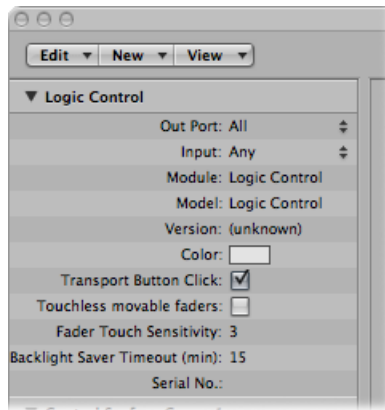 Edit New View
Logic Control
Out Port: All
Input: Any
Module: Logic Control
Model: Logic Control
Version: (unknown)
Color:
Transport Button Click:
Touchless movable faders:
Fader Touch Sensitivity: 3
Backlight Saver Timeout (min): 15
Serial No.: